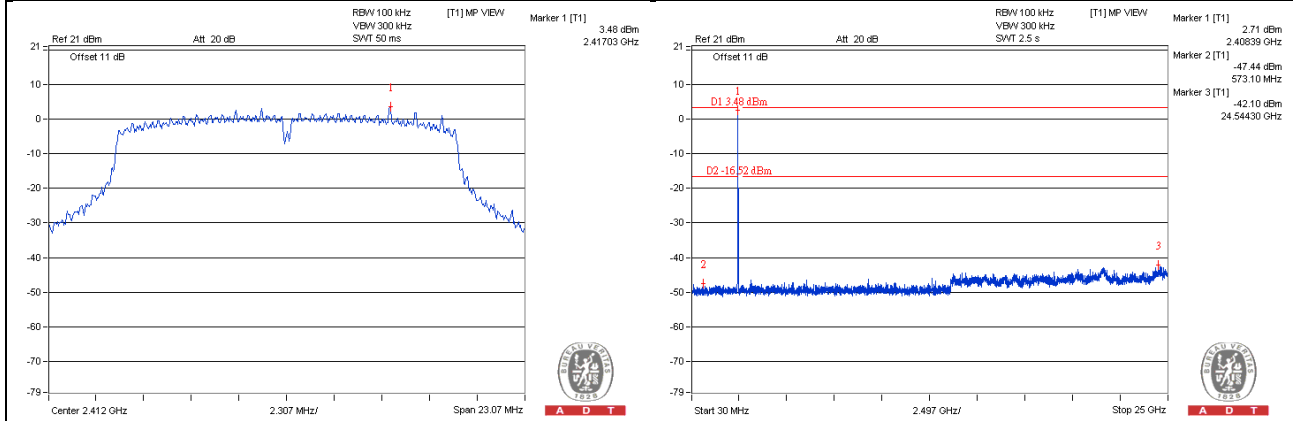 RBW 100 kHz [T1] MP VIEW
VBW 300 kHz
Ref 21 dBm Att 20 dB SWT 50 ms
Marker 1 [T1]
3.48 dBm
2.41703 GHz
21
Offset 11 dB
10
1
0
-10
-20
-30
-40
-50
-60
-70
-79
Center 2.412 GHz 2.307 MHz/ Span 23.07 MHz
BUREAU VERITAS
1828
A D T
RBW 100 kHz [T1] MP VIEW
VBW 300 kHz
Ref 21 dBm Att 20 dB SWT 2.5 s
Marker 1 [T1]
2.71 dBm
2.40839 GHz
Marker 2 [T1]
-47.44 dBm
573.10 MHz
Marker 3 [T1]
-42.10 dBm
24.54430 GHz
21
Offset 11 dB
10
1
D1 3.48 dBm
0
-10
D2 -16.52 dBm
-20
-30
-40
3
2
-50
-60
-70
-79
Start 30 MHz 2.497 GHz/ Stop 25 GHz
BUREAU VERITAS
1828
A D T